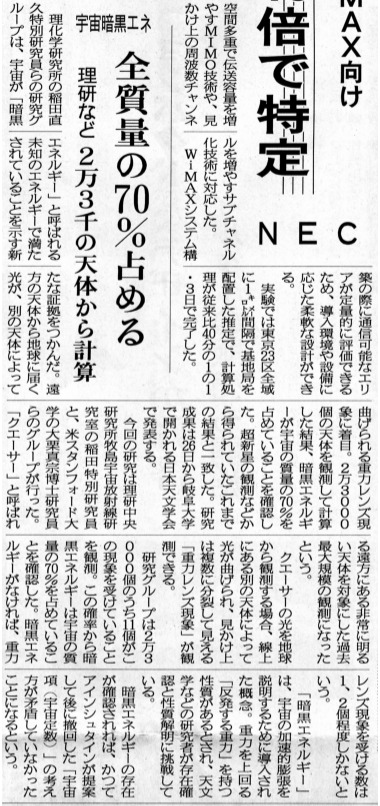 MAX向け
倍で特定
NEC
空間多重で伝送容量を増
やすMIMO技術や、見
かけ上の周波数チャンネ
ルを増やすサブチャネル
化技術に対応した。
WiMAXシステム構
築の際に通信可能なエリ
アが定量的に評価できる
ため、導入環境や設備に
応じた柔軟な設計ができ
る。
実験では東京23区全域
に1㌔㍍間隔で基地局を
配置した推定で、計算処
理が従来比40分の1の1
・3日で完了した。
宇宙暗黒エネ
全質量の70%占める
理研など 2万3千の天体から計算
理化学研究所の稲田直
久特別研究員らの研究グ
ループは、宇宙が「暗黒
エネルギー」と呼ばれる
未知のエネルギーで満た
されていることを示す新
たな証拠をつかんだ。遠
方の天体から地球に届く
光が、別の天体によって
曲げられる重力レンズ現
象に着目。2万3000
個の天体を観測して計算
した結果、暗黒エネルギ
ーが宇宙の質量の70%を
占めていることを確認し
た。超新星の観測などか
ら得られていたこれまで
の結果と一致した。研究
成果は26日から岐阜大学
で開かれる日本天文学会
で発表する。
今回の研究は理研中央
研究所牧島宇宙放射線研
究室の稲田特別研究員
と、米スタンフォード大
学の大栗真宗博士研究員
らのグループが行った。
「クエーサー」と呼ばれ
る遠方にある非常に明る
い天体を対象にした過去
最大規模の観測になった
という。
クエーサーの光を地球
から観測する場合、線上
にある別の天体によって
光が曲げられ、見かけ上
は複数に分裂して見える
「重力レンズ現象」が観
測できる。
研究グループは2万3
000個のうち11個がこ
の現象を受けていること
を観測。この確率から暗
黒エネルギーは宇宙の質
量の70%を占めているこ
とを確認した。暗黒エネ
ルギーがなければ、重力
レンズ現象を受ける数は
1、2個程度しかないと
いう。
「暗黒エネルギー」
は、宇宙の加速的膨張を
説明するために導入され
た概念。重力を上回る
「反発する重力」を持つ
性質があるとされ、天文
学などの研究者が存在確
認と性質解明に挑戦して
いる。
暗黒エネルギーの存在
が確認されれば、かつて
アインシュタインが提案
して後に撤回した「宇宙
項（宇宙定数）」の考え
方が矛盾していなかった
ことになるという。